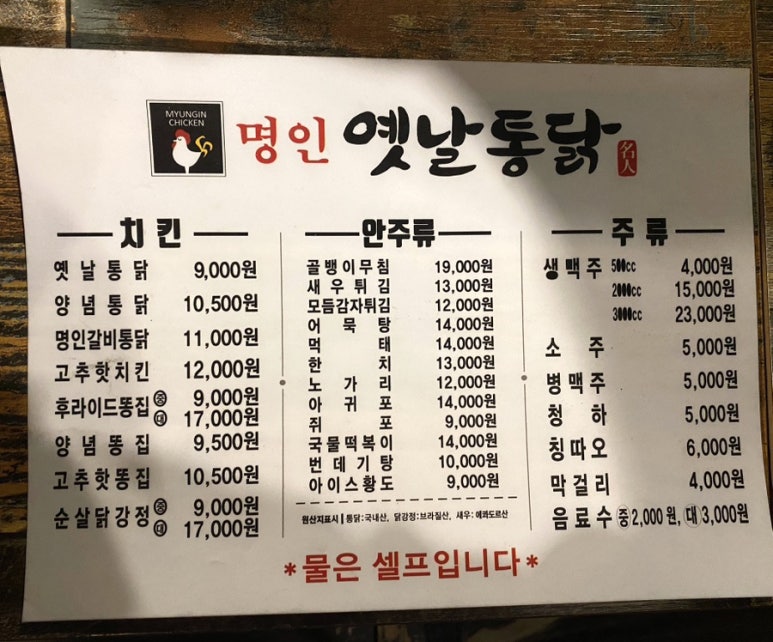 MYUNGIN
CHICKEN
명인 옛날통닭
名人
치킨
옛날통닭 9,000원
양념통닭 10,500원
명인갈비통닭 11,000원
고추핫치킨 12,000원
후라이드똥집 중 9,000원
대 17,000원
양념똥집 9,500원
고추핫똥집 10,500원
순살닭강정 중 9,000원
대 17,000원
안주류
골뱅이무침 19,000원
새우튀김 13,000원
모듬감자튀김 12,000원
어묵탕 14,000원
먹태 14,000원
한치 13,000원
노가리 12,000원
아귀포 14,000원
쥐포 9,000원
국물떡볶이 14,000원
번데기탕 10,000원
아이스황도 9,000원
원산지표시 | 통닭:국내산, 닭강정:브라질산, 새우:에콰도르산
주류
생맥주 500cc 4,000원
2000cc 15,000원
3000cc 23,000원
소주 5,000원
병맥주 5,000원
청하 5,000원
칭따오 6,000원
막걸리 4,000원
음료수 중 2,000원, 대 3,000원
*물은 셀프입니다*